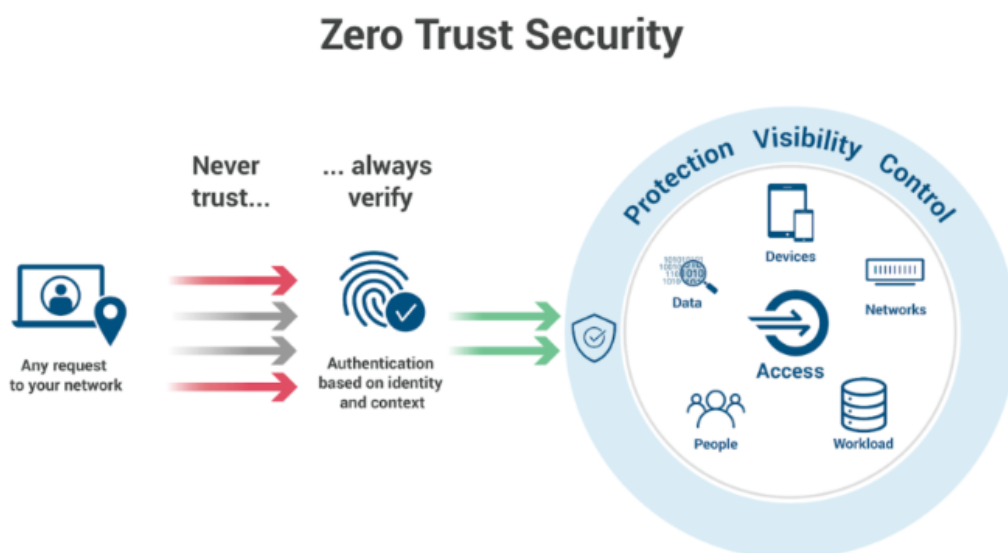 Zero Trust Security
Never
trust...
... always
verify
Any request
to your network
Authentication
based on identity
and context
Protection Visibility Control
Devices
Data
Networks
Access
People
Workload